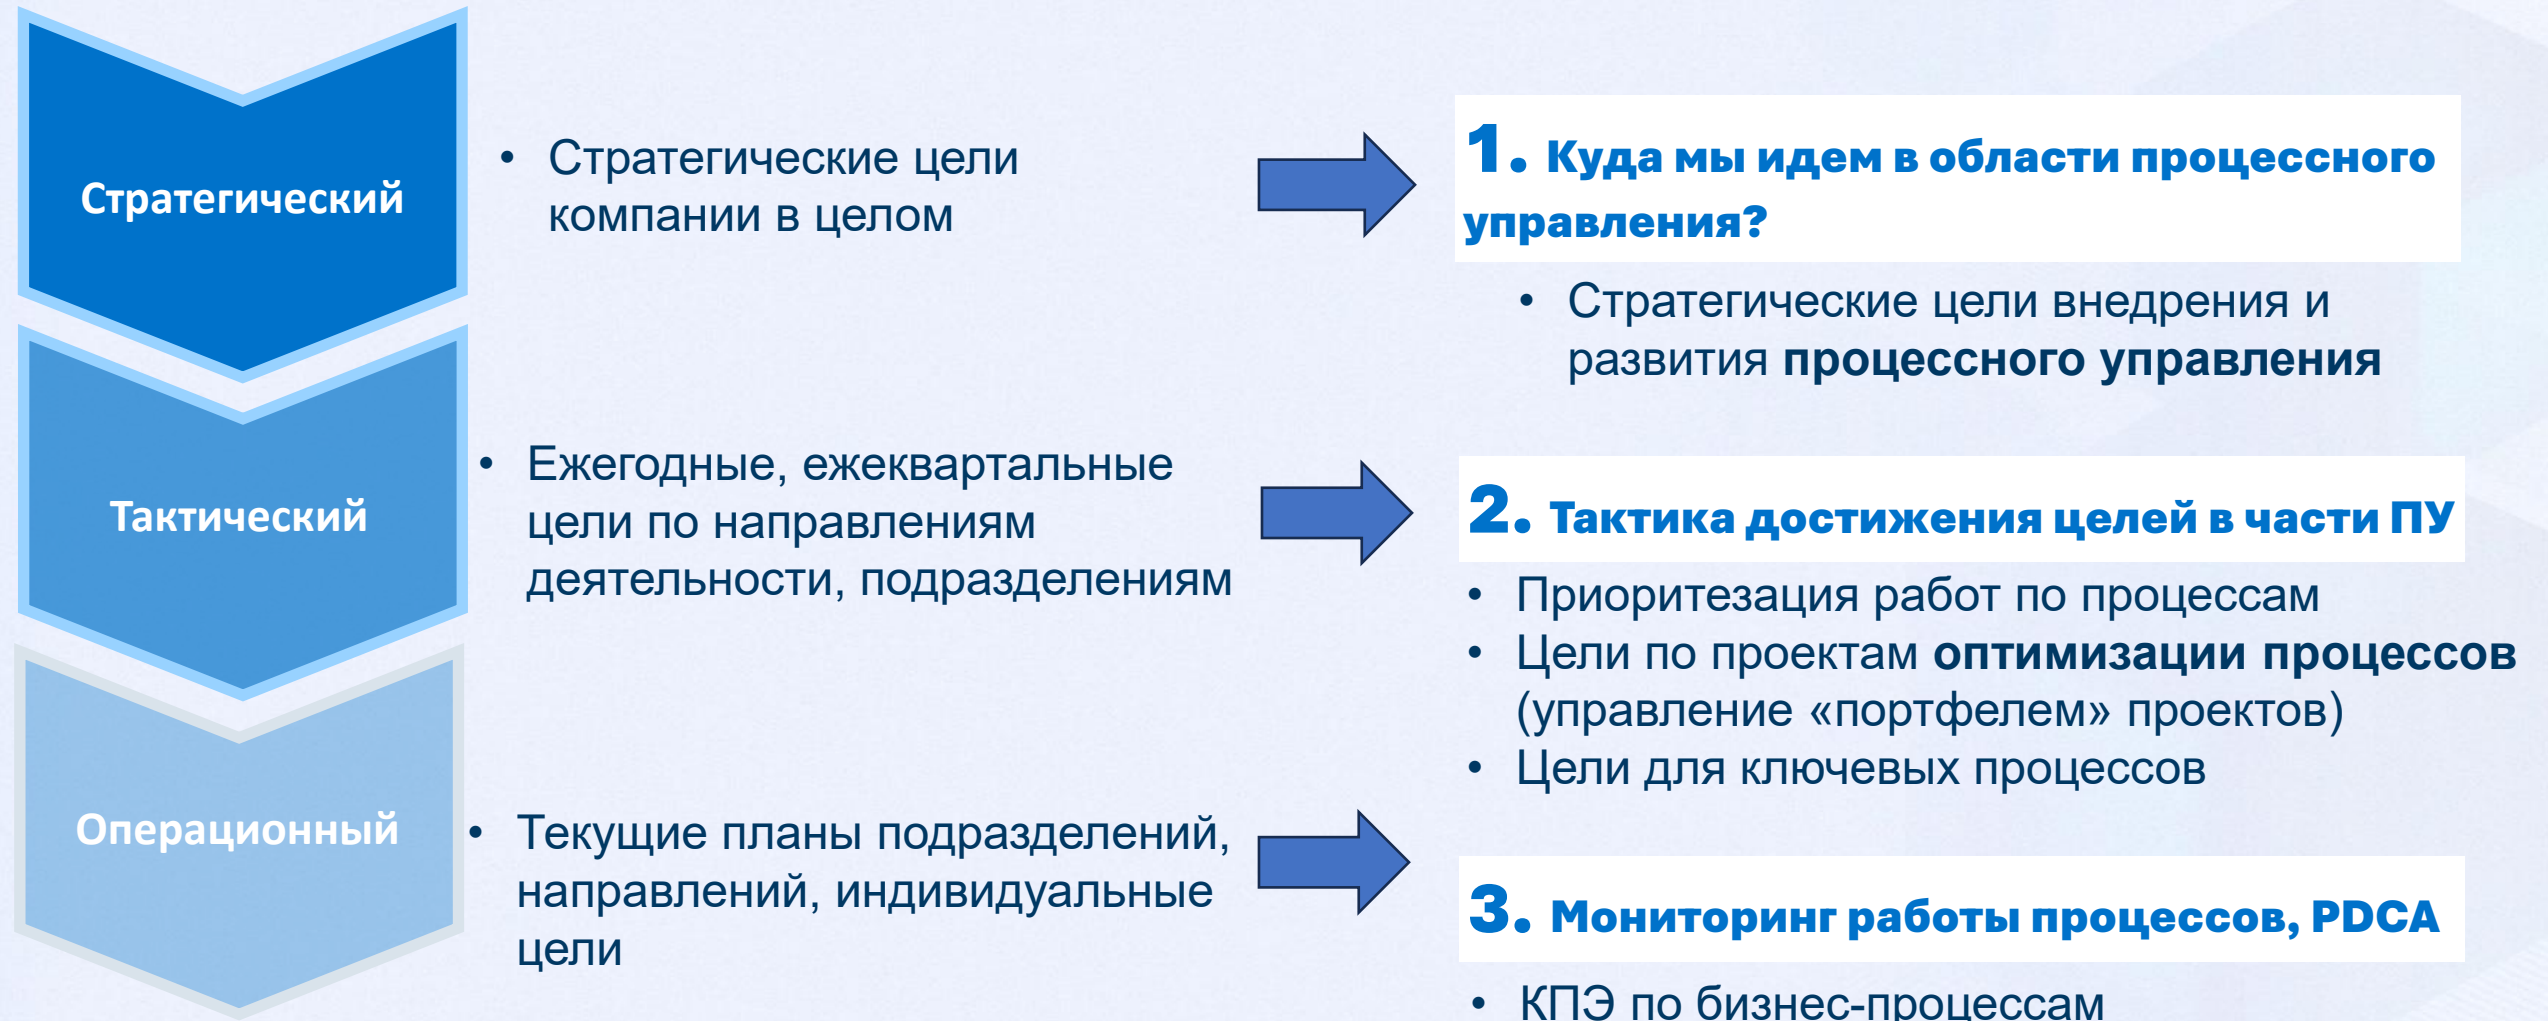 Стратегический
• Стратегические цели
компании в целом
1. Куда мы идем в области процессного
управления?
• Стратегические цели внедрения и
развития процессного управления
Тактический
• Ежегодные, ежеквартальные
цели по направлениям
деятельности, подразделениям
2. Тактика достижения целей в части ПУ
• Приоритезация работ по процессам
• Цели по проектам оптимизации процессов
(управление «портфелем» проектов)
• Цели для ключевых процессов
Операционный
• Текущие планы подразделений,
направлений, индивидуальные
цели
3. Мониторинг работы процессов, PDCA
• КПЭ по бизнес-процессам